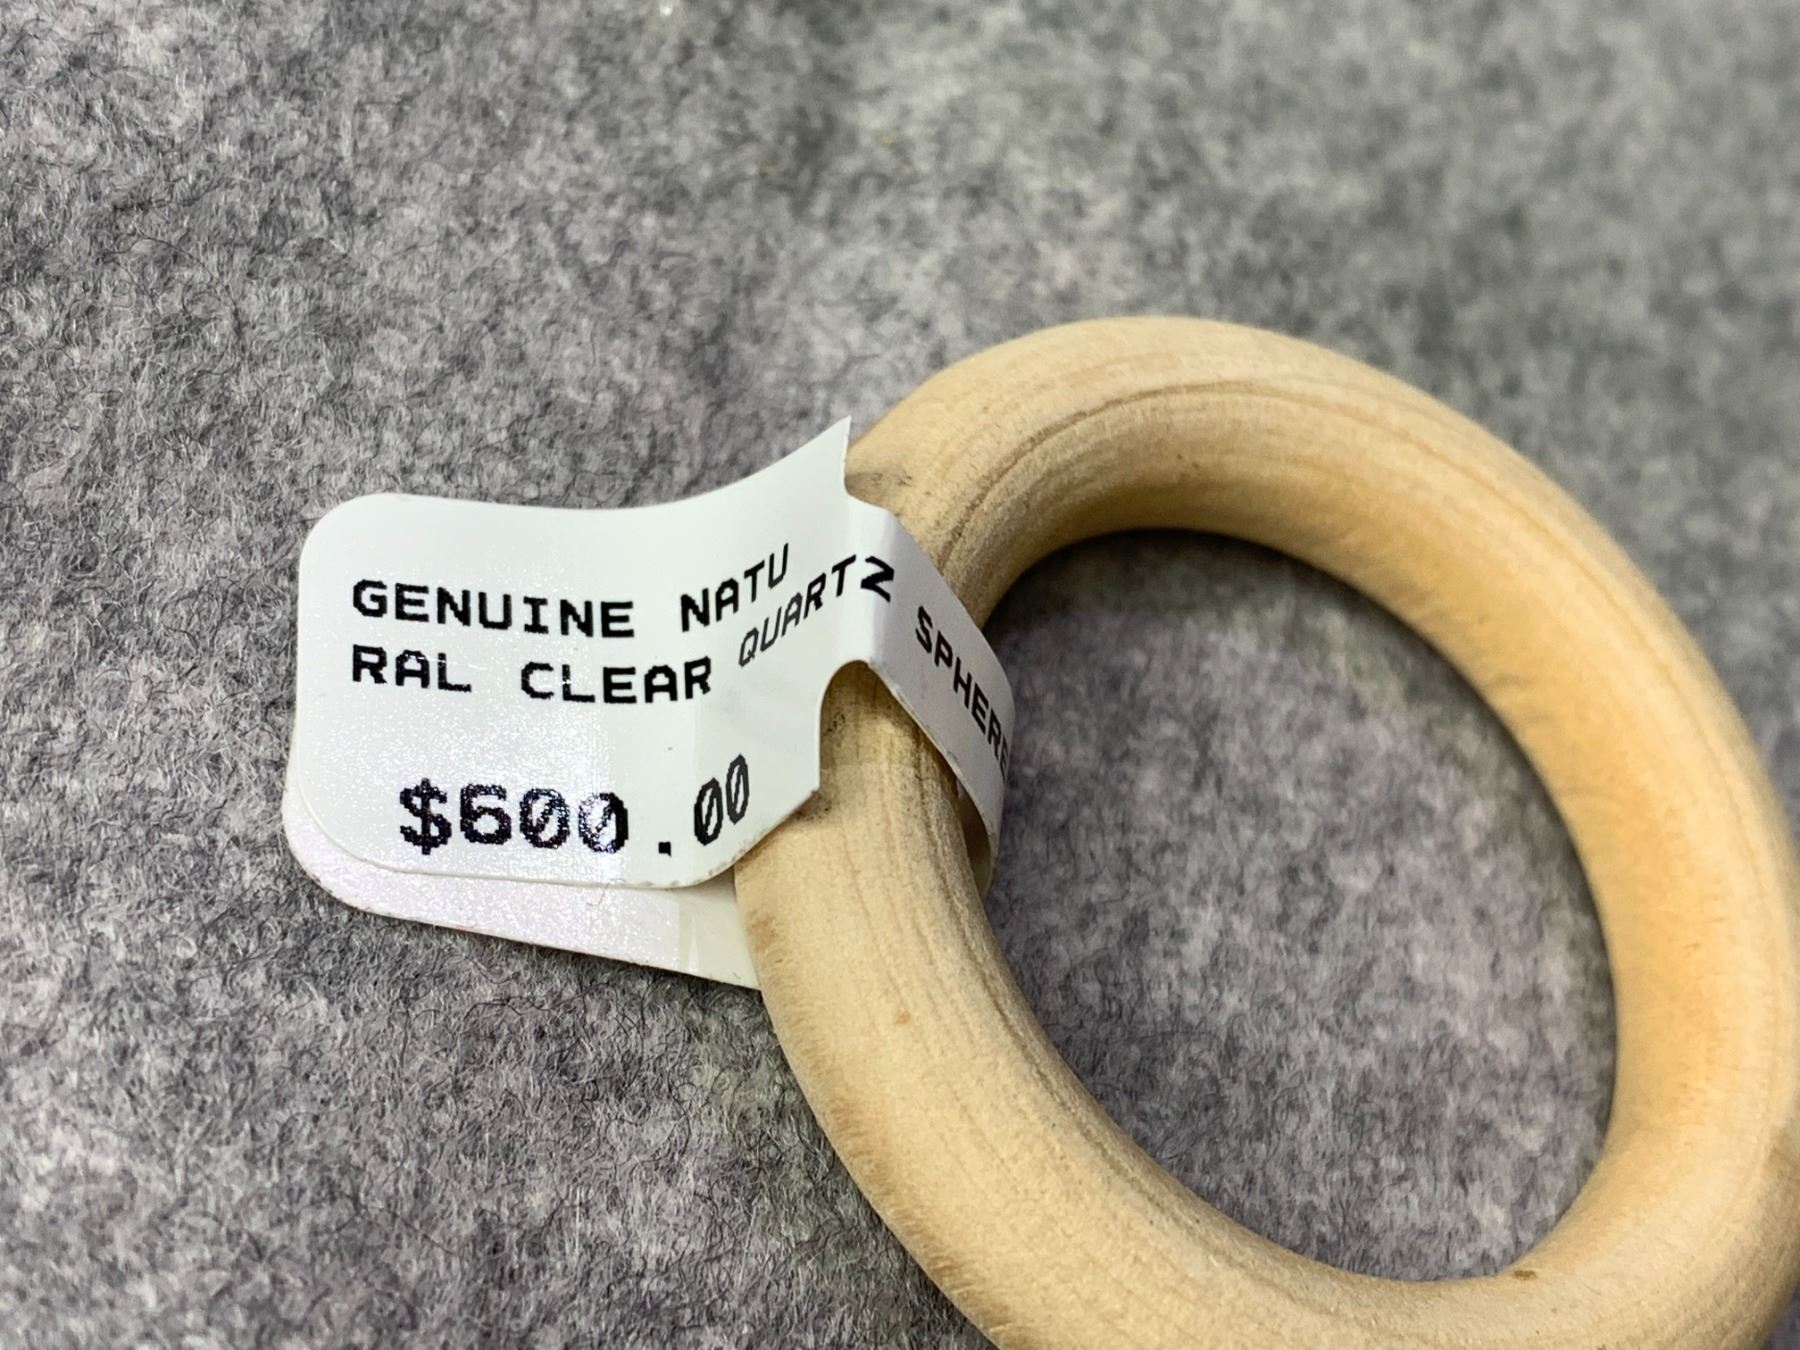 GENUINE NATU
RAL CLEAR QUARTZ SPHERE
$600.00